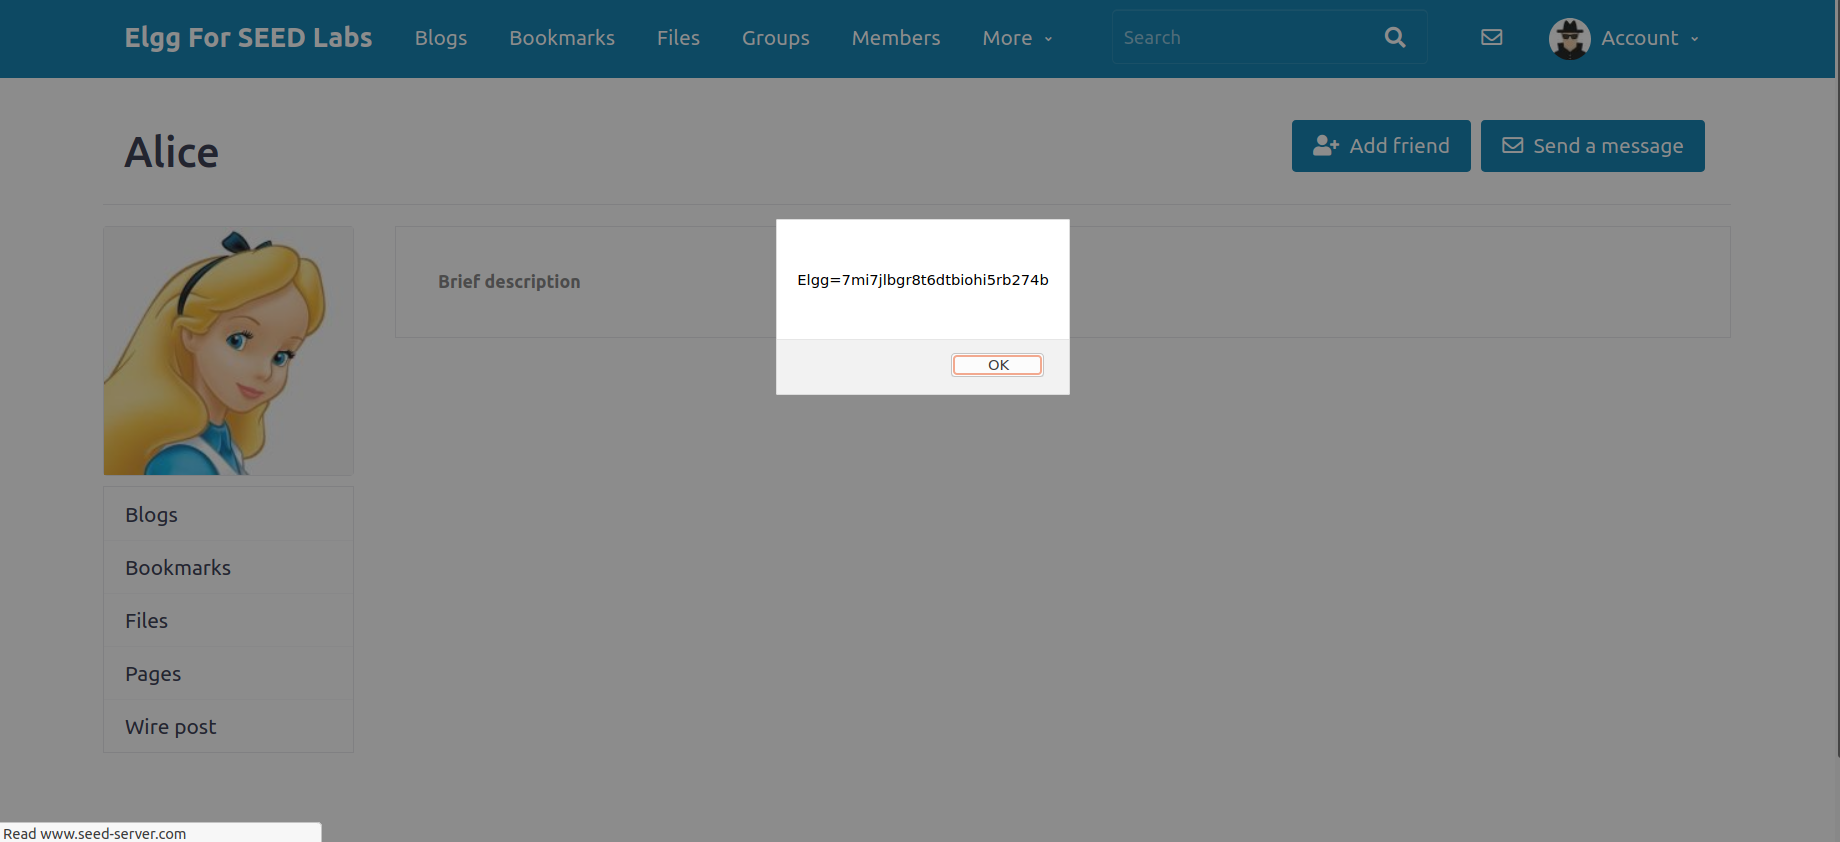 Elgg For SEED Labs Blogs Bookmarks Files Groups Members More Search Account
Alice
Add friend Send a message
Brief description
Elgg=7mi7jlbgr8t6dtbiohi5rb274b
OK
Blogs
Bookmarks
Files
Pages
Wire post
Read www.seed-server.com